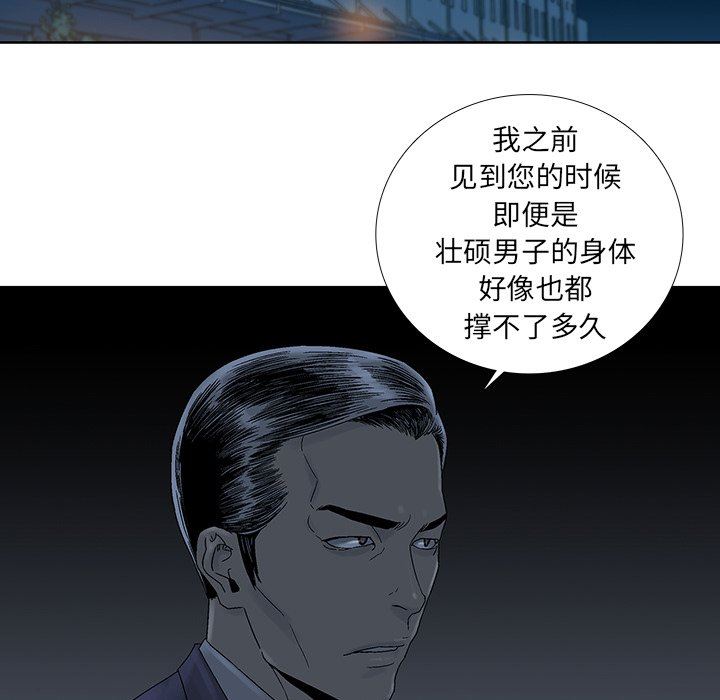 我之前
见到您的时候
即便是
壮硕男子的身体
好像也都
撑不了多久